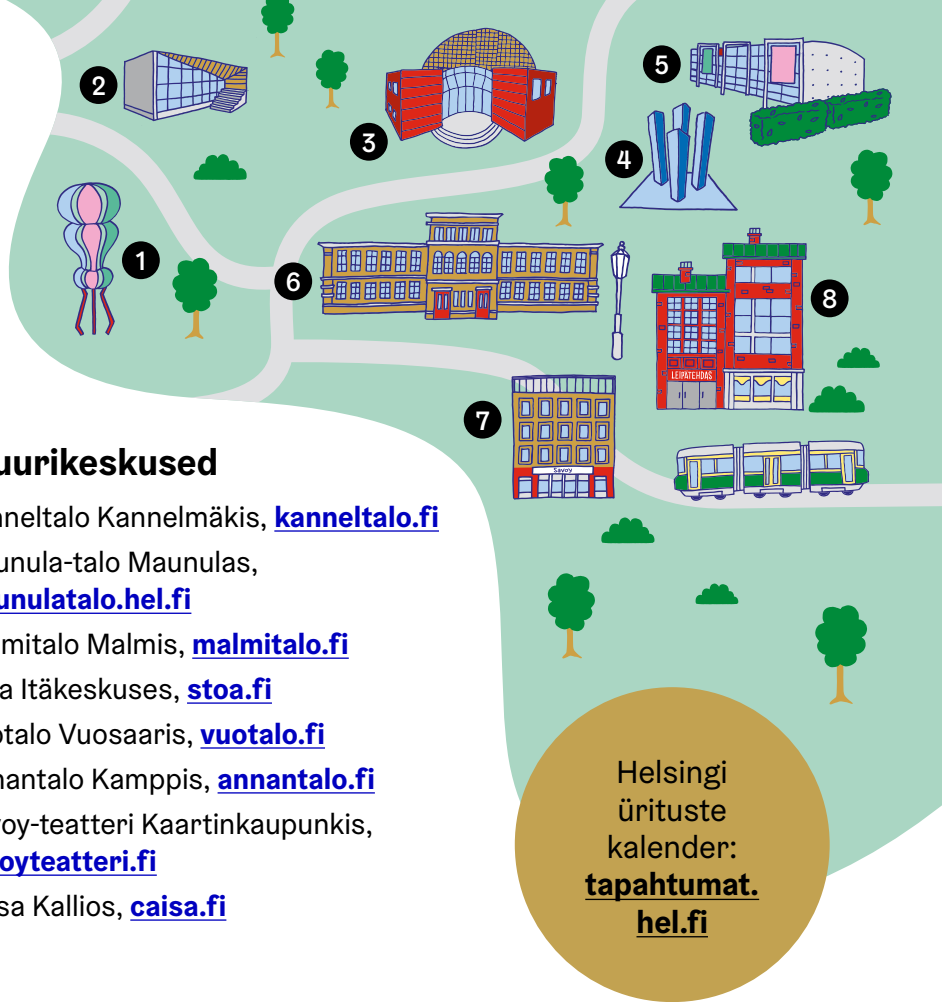 2
3
5
4
1
6
8
LEIPÄTEHDAS
7
Savoy
uurikeskused
nneltalo Kannelmäkis, kanneltalo.fi
unula-talo Maunulas,
unulatalo.hel.fi
mitalo Malmis, malmitalo.fi
a Itäkeskuses, stoa.fi
otalo Vuosaaris, vuotalo.fi
nantalo Kamppis, annantalo.fi
voy-teatteri Kaartinkaupunkis,
oyteatteri.fi
sa Kallios, caisa.fi
Helsingi
ürituste
kalender:
tapahtumat.
hel.fi